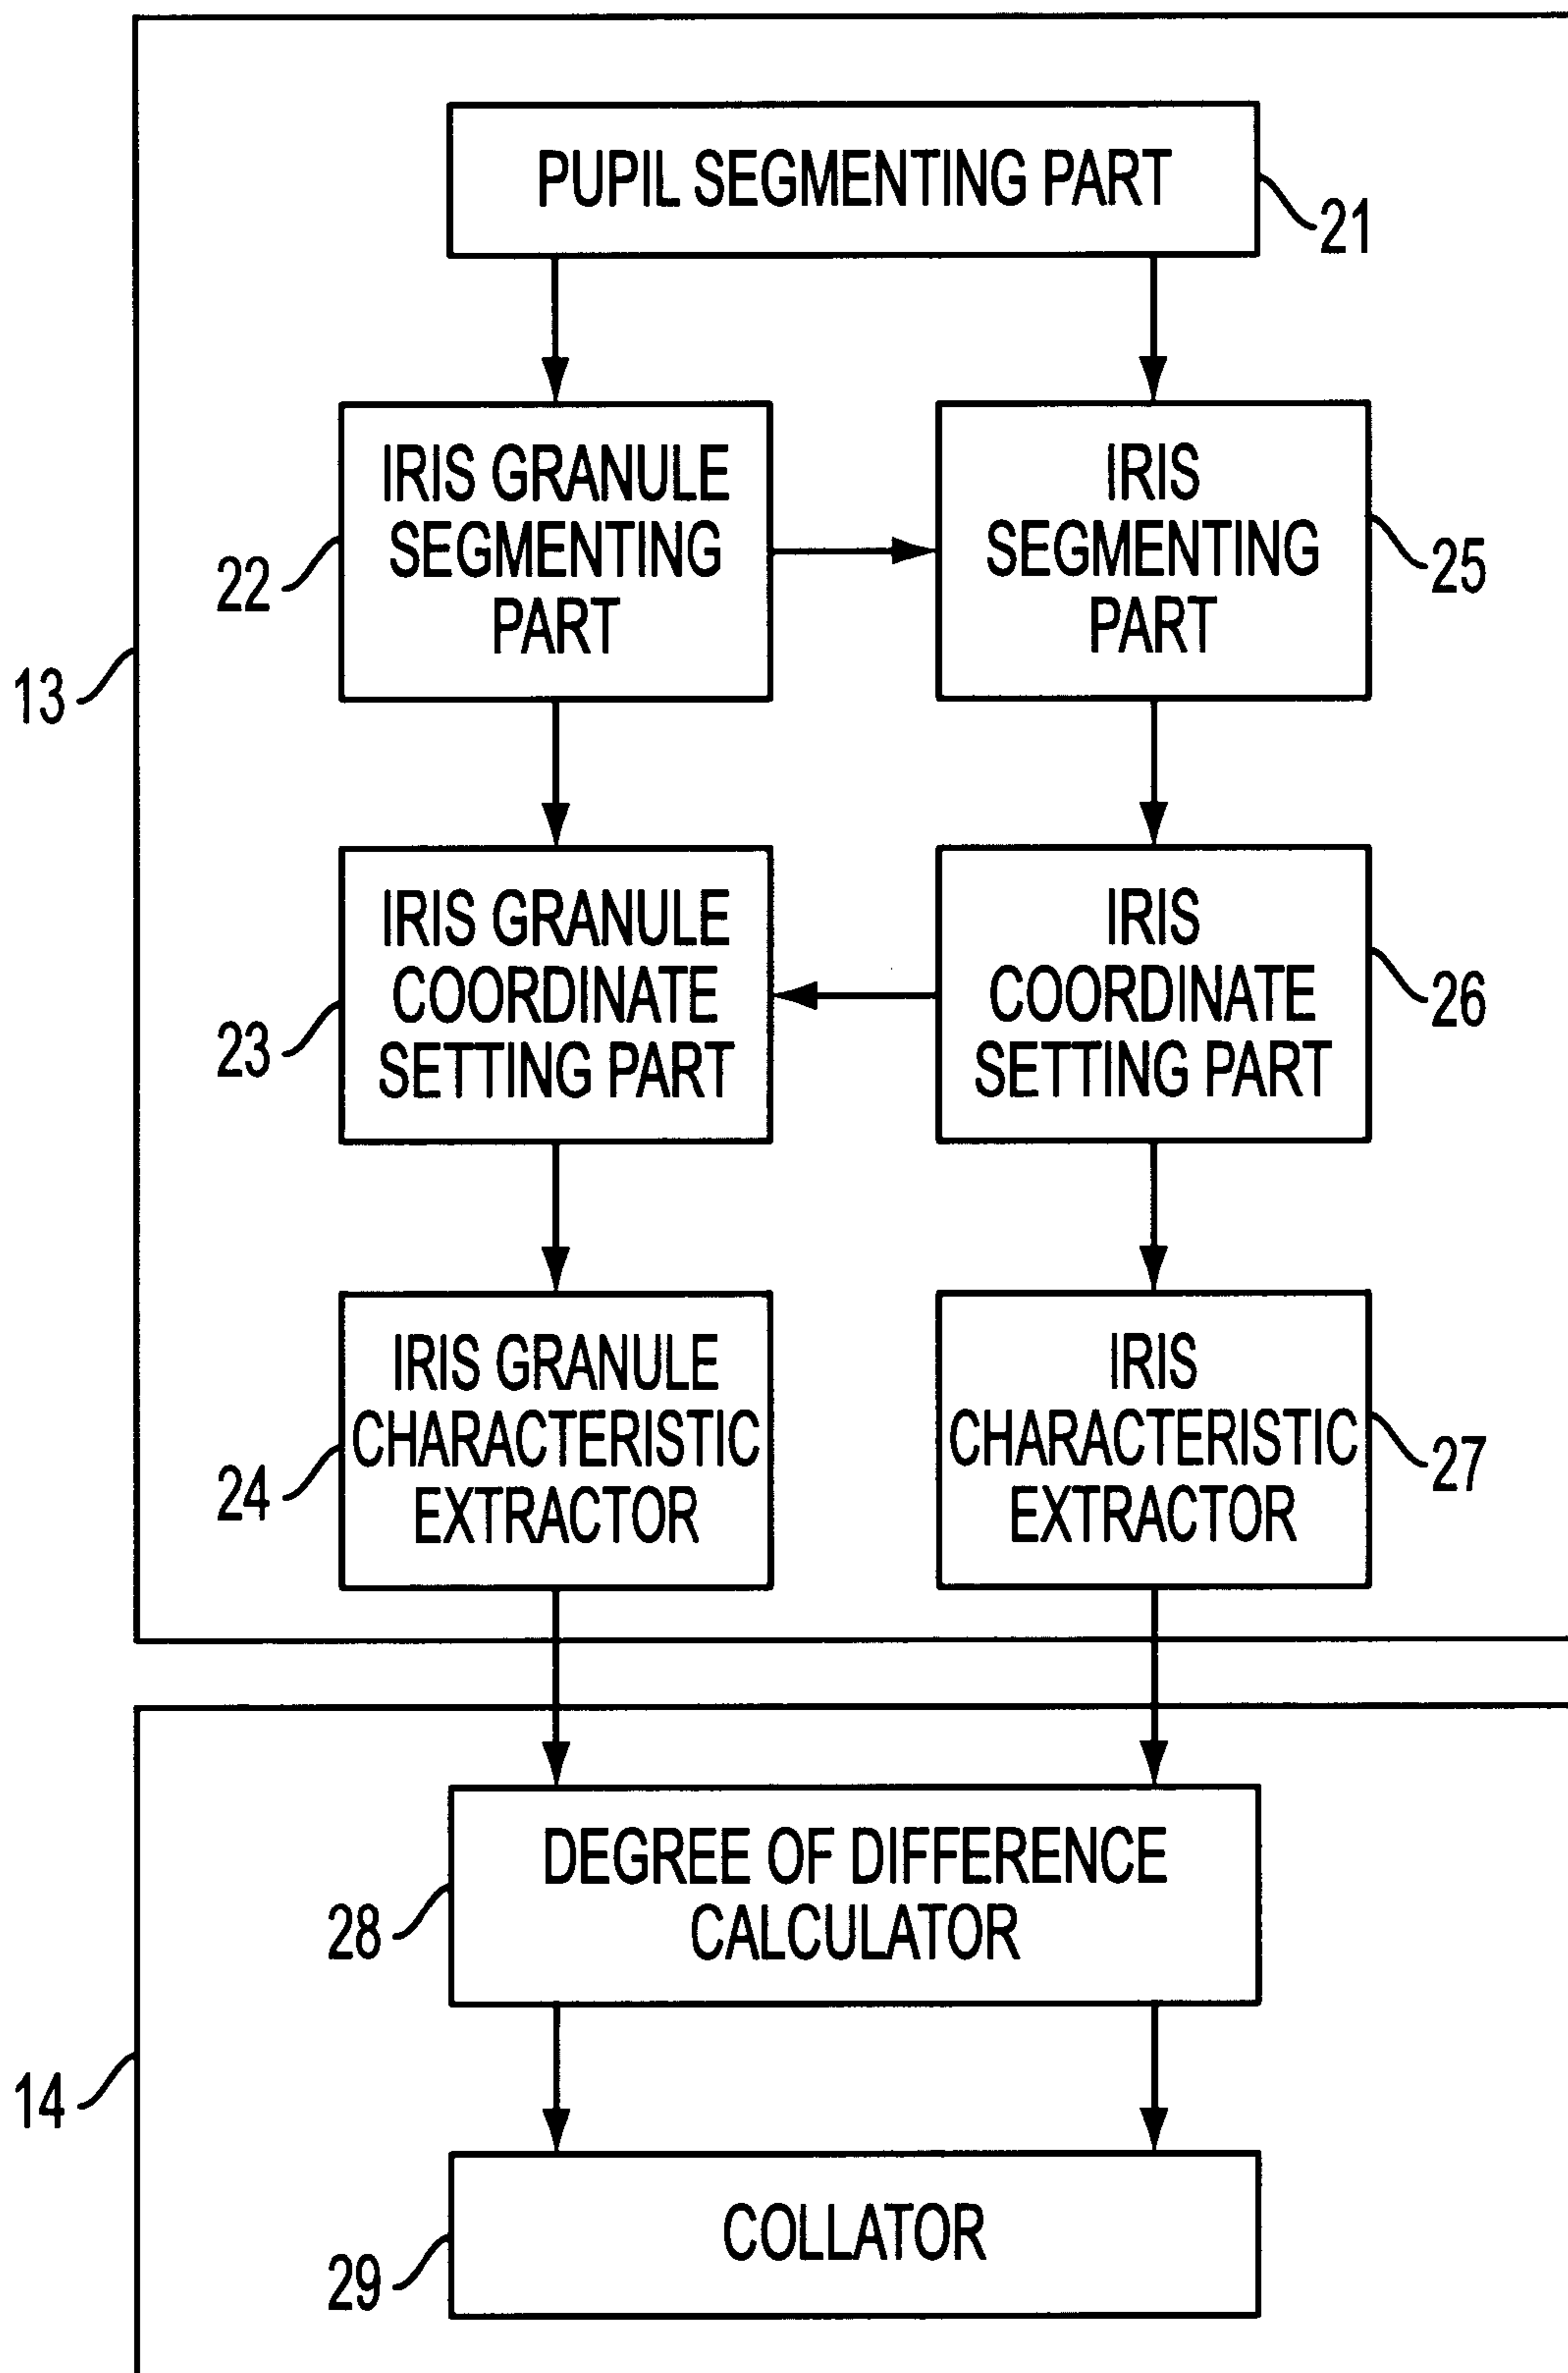 PUPIL SEGMENTING PART
21
IRIS GRANULE
SEGMENTING
PART
22
IRIS
SEGMENTING
PART
25
13
IRIS GRANULE
COORDINATE
SETTING PART
23
IRIS
COORDINATE
SETTING PART
26
IRIS GRANULE
CHARACTERISTIC
EXTRACTOR
24
IRIS
CHARACTERISTIC
EXTRACTOR
27
DEGREE OF DIFFERENCE
CALCULATOR
28
14
COLLATOR
29